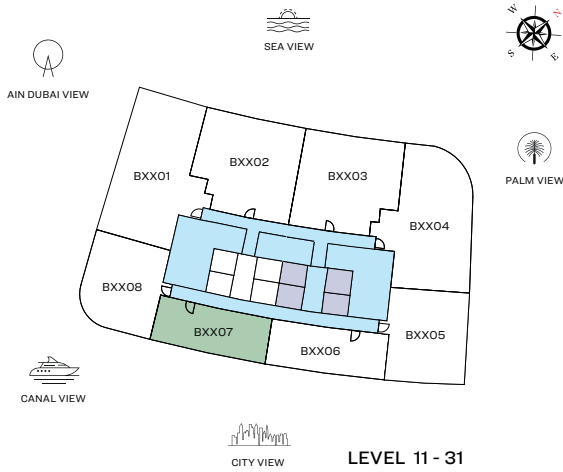 SEA VIEW
W
N
S
E
AIN DUBAI VIEW
PALM VIEW
BXX01
BXX02
BXX03
BXX04
BXX08
BXX07
BXX06
BXX05
CANAL VIEW
CITY VIEW
LEVEL 11 - 31